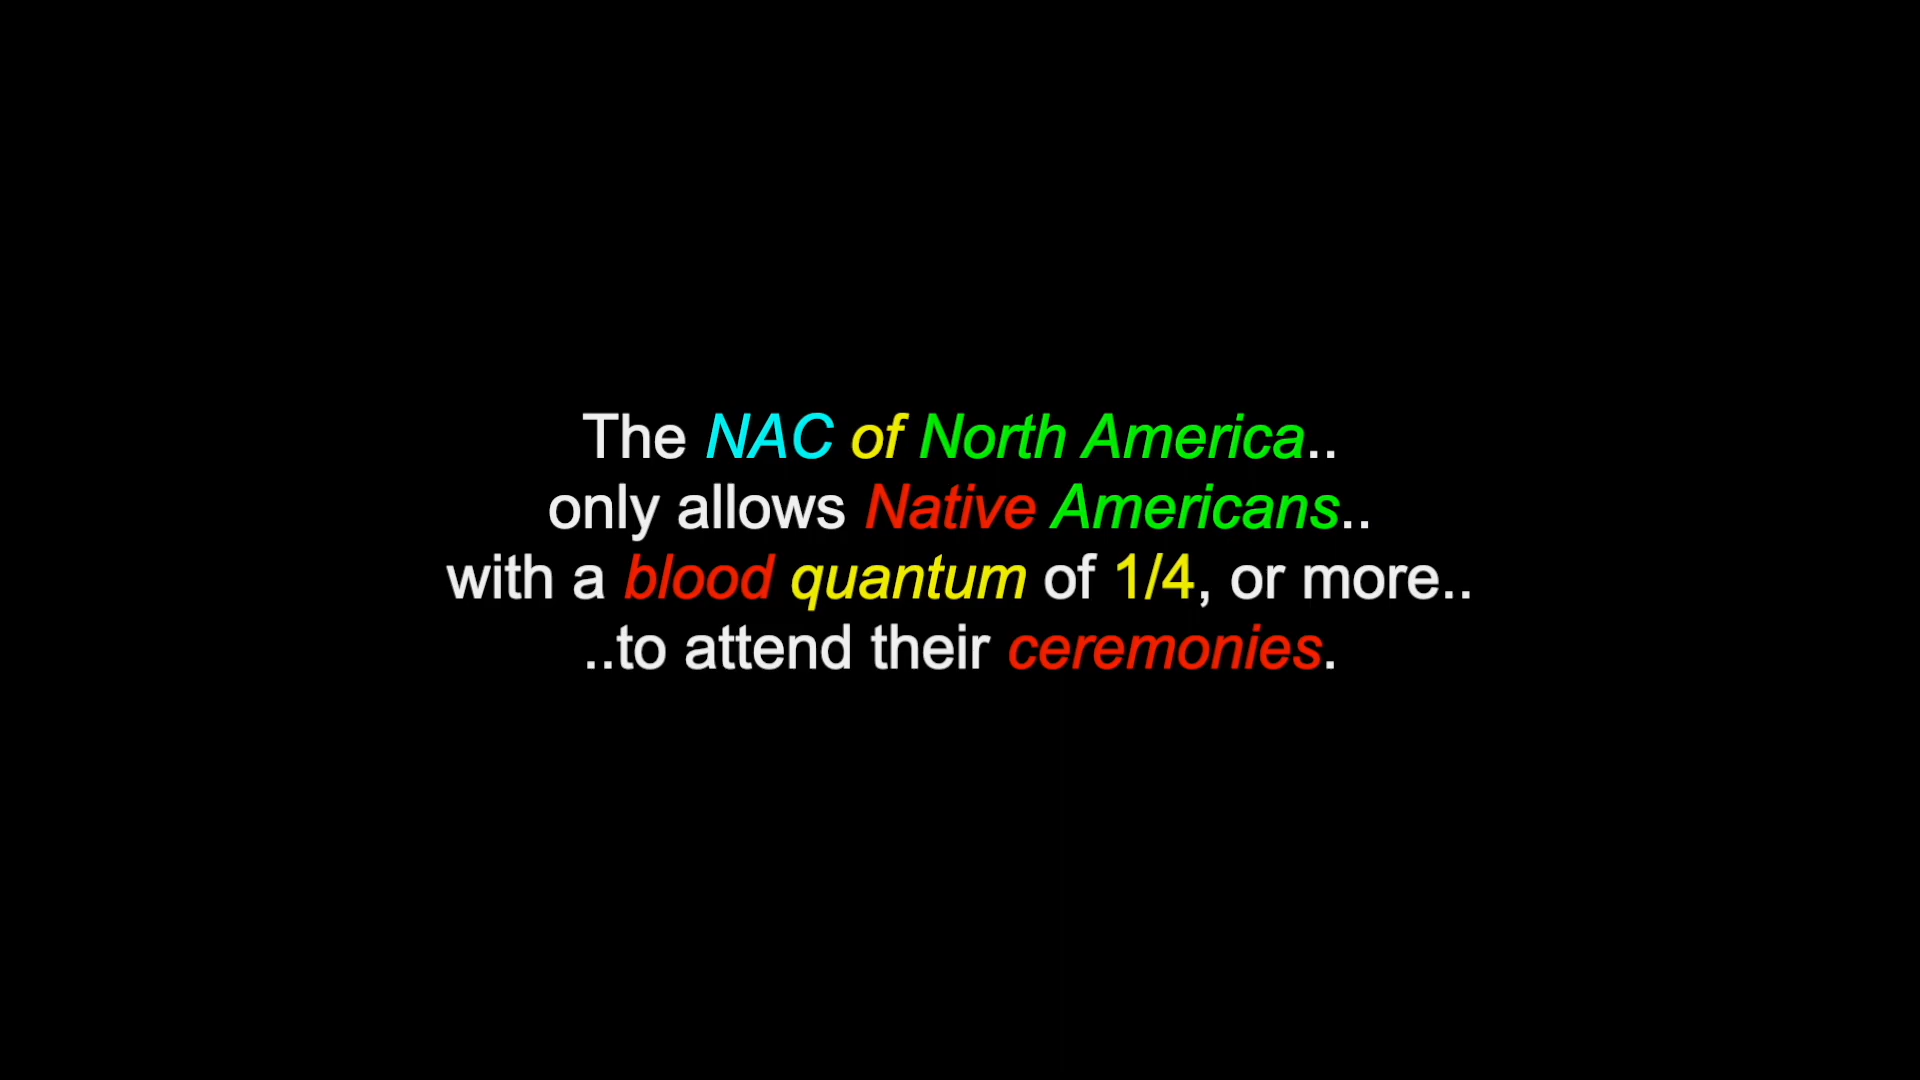 The NAC of North America..
only allows Native Americans..
with a blood quantum of 1/4, or more..
..to attend their ceremonies.